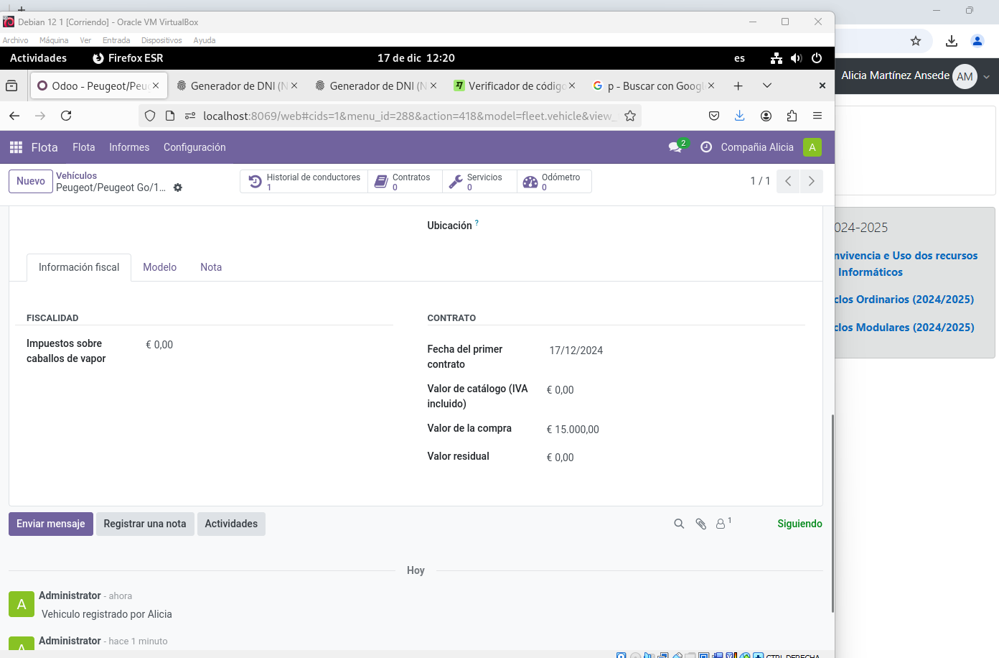 Debian 12 1 [Corriendo] - Oracle VM VirtualBox
Archivo Máquina Ver Entrada Dispositivos Ayuda
Actividades Firefox ESR 17 de dic 12:20 es
Odoo - Peugeot/Peu Generador de DNI (N Generador de DNI (N Verificador de código p - Buscar con Googl
localhost:8069/web#cids=1&menu_id=288&action=418&model=fleet.vehicle&view_
Alicia Martínez Ansede AM
Flota Flota Informes Configuración 2 Compañia Alicia A
Nuevo Vehículos
Peugeot/Peugeot Go/1...
Historial de conductores
1
Contratos
0
Servicios
0
Odómetro
0
1 / 1
Ubicación ?
Información fiscal Modelo Nota
FISCALIDAD
Impuestos sobre caballos de vapor € 0,00
CONTRATO
Fecha del primer contrato 17/12/2024
Valor de catálogo (IVA incluido) € 0,00
Valor de la compra € 15.000,00
Valor residual € 0,00
Enviar mensaje Registrar una nota Actividades 1 Siguiendo
Hoy
A Administrator - ahora
Vehiculo registrado por Alicia
A Administrator - hace 1 minuto
024-2025
nvivencia e Uso dos recursos
Informáticos
clos Ordinarios (2024/2025)
clos Modulares (2024/2025)
CTRL DERECHA